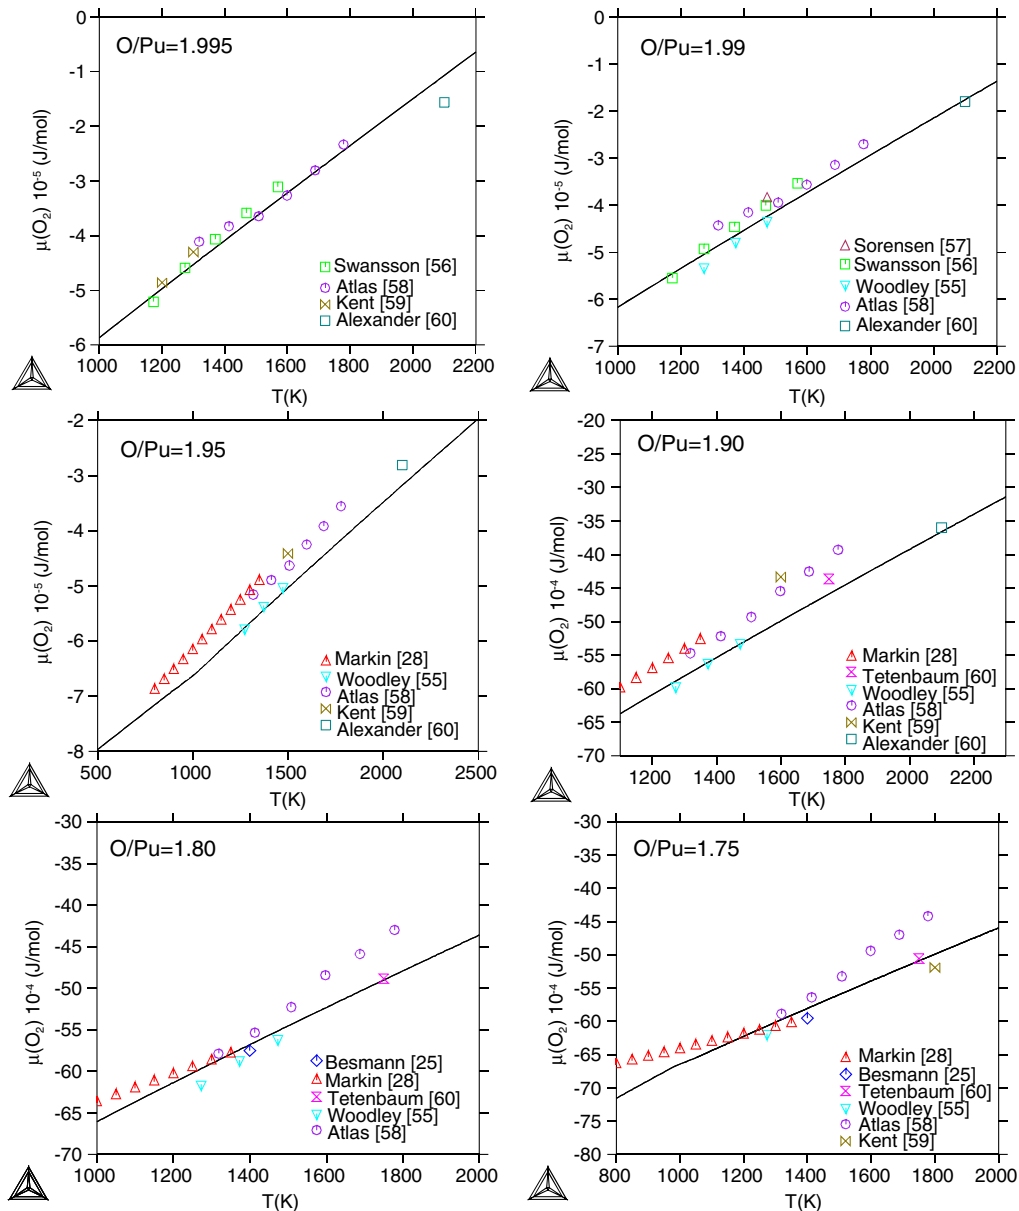 O/Pu=1.995
0
-1
-2
-3
-4
-5
-6
μ(O₂) 10⁻⁵ (J/mol)
Swansson [56]
Atlas [58]
Kent [59]
Alexander [60]
1000 1200 1400 1600 1800 2000 2200
T(K)
O/Pu=1.99
0
-1
-2
-3
-4
-5
-6
-7
μ(O₂) 10⁻⁵ (J/mol)
Sorensen [57]
Swansson [56]
Woodley [55]
Atlas [58]
Alexander [60]
1000 1200 1400 1600 1800 2000 2200
T(K)
O/Pu=1.95
-2
-3
-4
-5
-6
-7
-8
μ(O₂) 10⁻⁵ (J/mol)
Markin [28]
Woodley [55]
Atlas [58]
Kent [59]
Alexander [60]
500 1000 1500 2000 2500
T(K)
O/Pu=1.90
-20
-25
-30
-35
-40
-45
-50
-55
-60
-65
-70
μ(O₂) 10⁻⁴ (J/mol)
Markin [28]
Tetenbaum [60]
Woodley [55]
Atlas [58]
Kent [59]
Alexander [60]
1200 1400 1600 1800 2000 2200
T(K)
O/Pu=1.80
-30
-35
-40
-45
-50
-55
-60
-65
-70
μ(O₂) 10⁻⁴ (J/mol)
Besmann [25]
Markin [28]
Tetenbaum [60]
Woodley [55]
Atlas [58]
1000 1200 1400 1600 1800 2000
T(K)
O/Pu=1.75
-30
-35
-40
-45
-50
-55
-60
-65
-70
-75
-80
μ(O₂) 10⁻⁴ (J/mol)
Markin [28]
Besmann [25]
Tetenbaum [60]
Woodley [55]
Atlas [58]
Kent [59]
800 1000 1200 1400 1600 1800 2000
T(K)